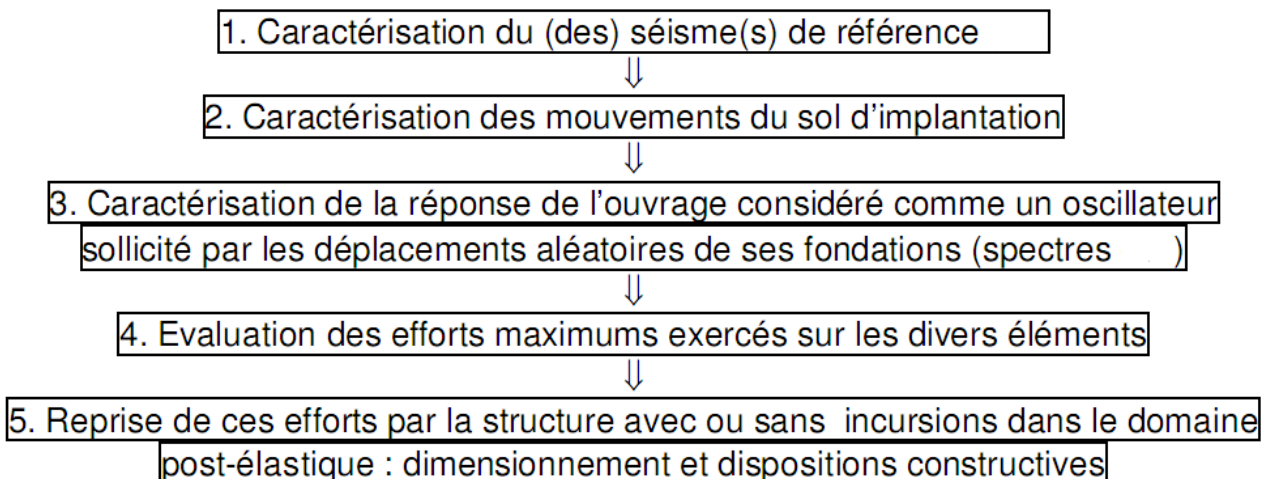 1. Caractérisation du (des) séisme(s) de référence
⇓
2. Caractérisation des mouvements du sol d'implantation
⇓
3. Caractérisation de la réponse de l'ouvrage considéré comme un oscillateur
sollicité par les déplacements aléatoires de ses fondations (spectres )
⇓
4. Evaluation des efforts maximums exercés sur les divers éléments
⇓
5. Reprise de ces efforts par la structure avec ou sans incursions dans le domaine
post-élastique : dimensionnement et dispositions constructives